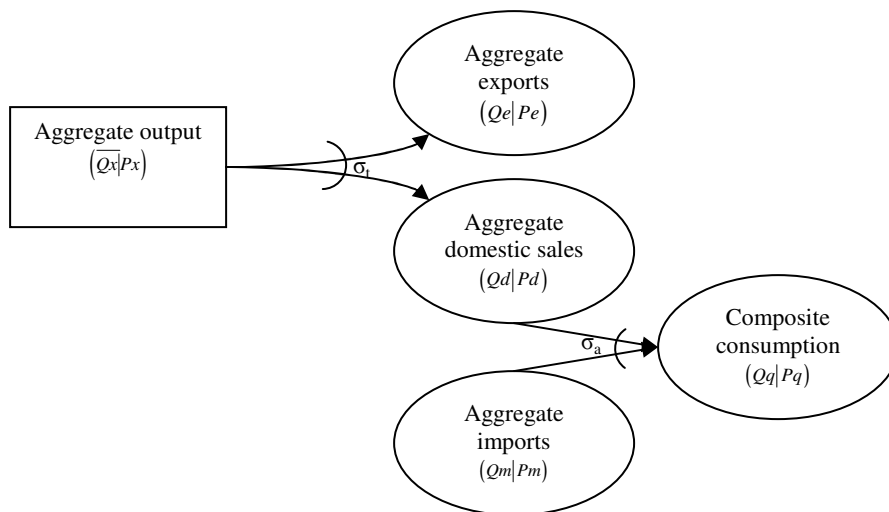 Aggregate
exports
(Qe|Pe)
Aggregate output
(Q̅x̅|Px)
σt
Aggregate
domestic sales
(Qd|Pd)
Composite
consumption
(Qq|Pq)
σa
Aggregate
imports
(Qm|Pm)